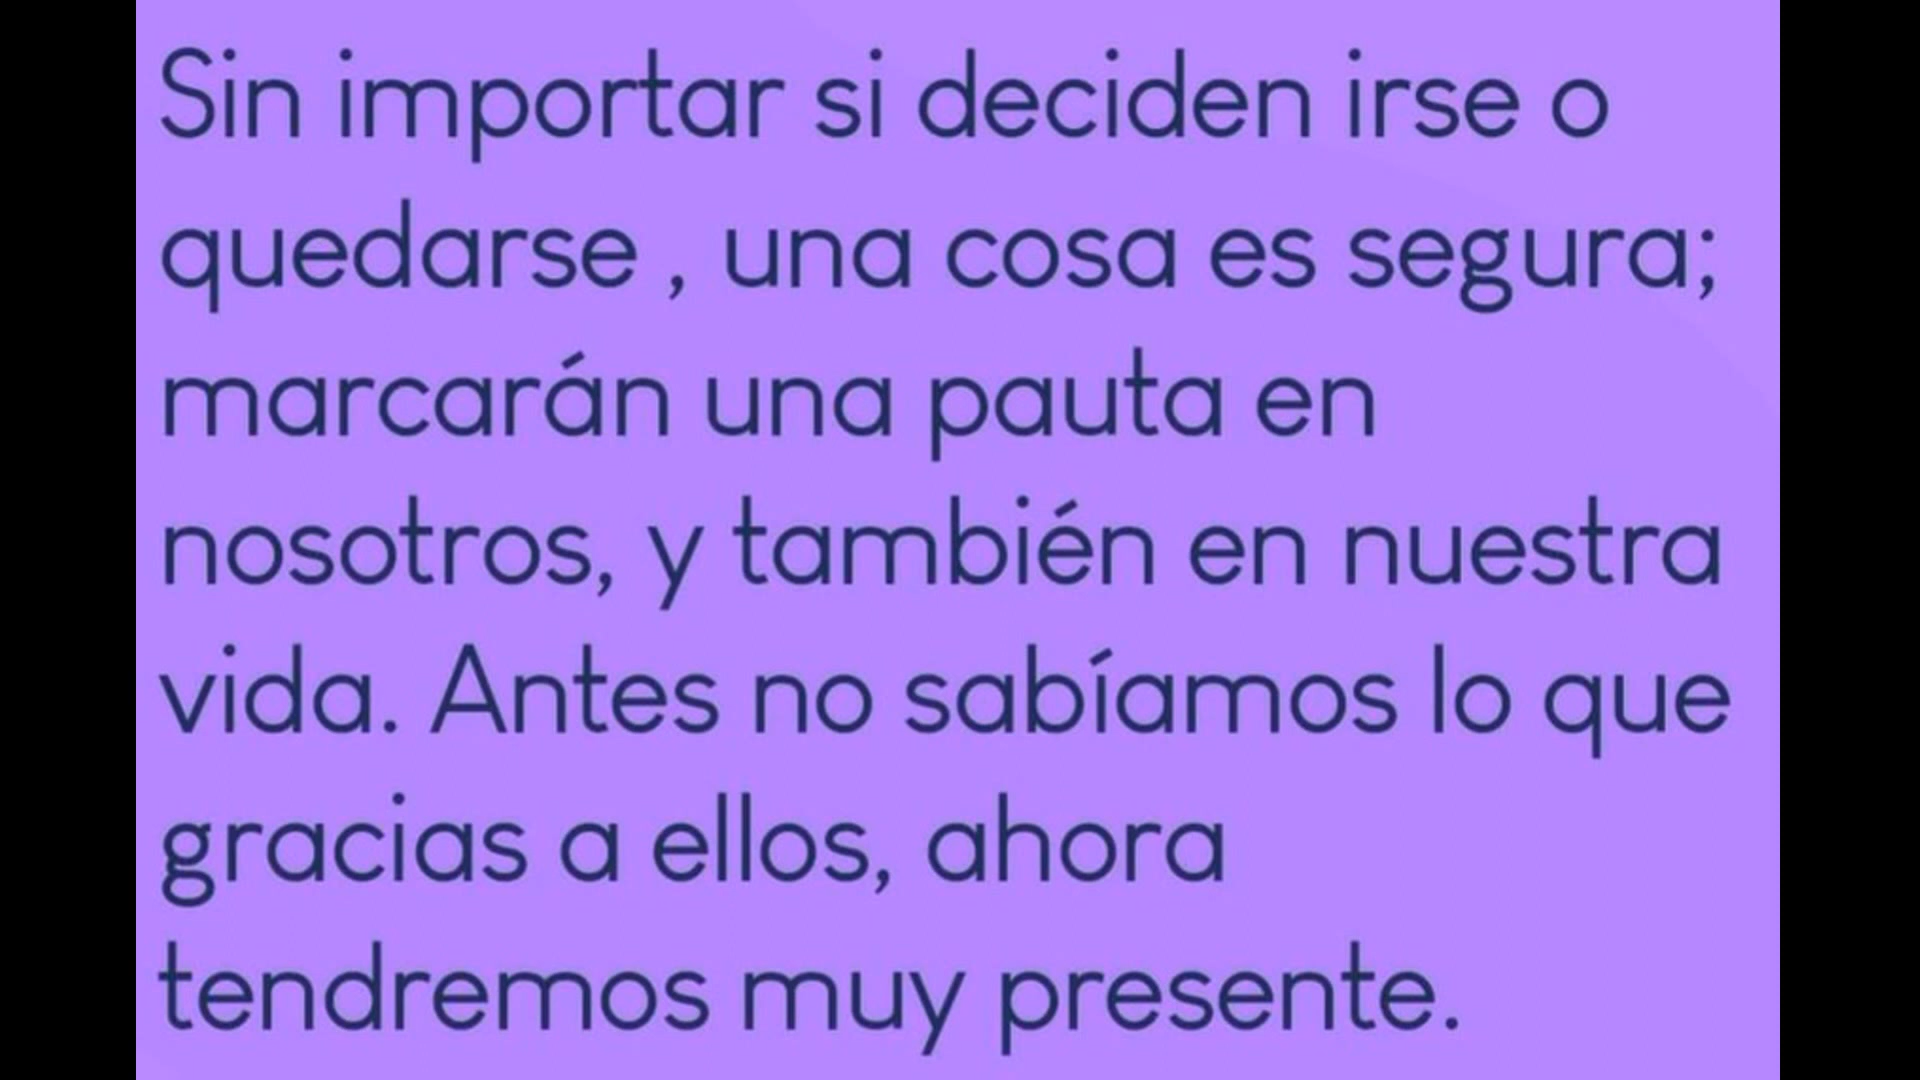 Sin importar si deciden irse o
quedarse , una cosa es segura;
marcarán una pauta en
nosotros, y también en nuestra
vida. Antes no sabíamos lo que
gracias a ellos, ahora
tendremos muy presente.